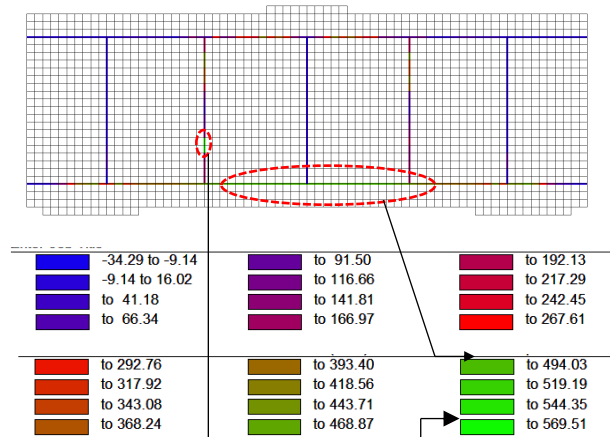 -34.29 to -9.14 to 91.50 to 192.13
-9.14 to 16.02 to 116.66 to 217.29
to 41.18 to 141.81 to 242.45
to 66.34 to 166.97 to 267.61
to 292.76 to 393.40 to 494.03
to 317.92 to 418.56 to 519.19
to 343.08 to 443.71 to 544.35
to 368.24 to 468.87 to 569.51